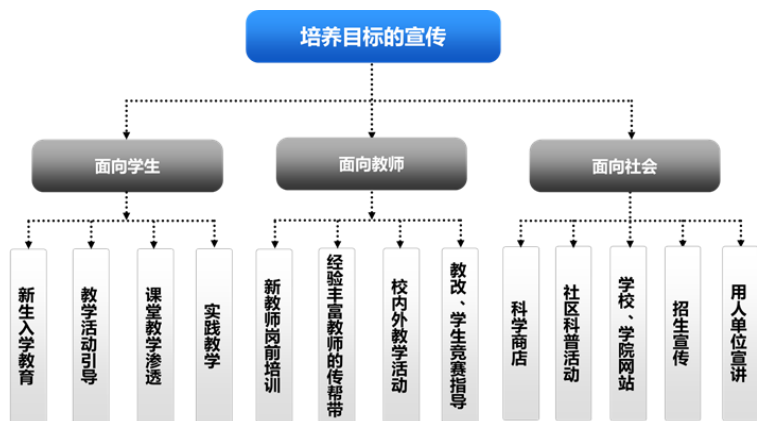 培养目标的宣传
面向学生
面向教师
面向社会
新生入学教育
教学活动引导
课堂教学渗透
实践教学
新教师岗前培训
经验丰富教师的传帮带
校内外教学活动
教改、学生竞赛指导
科学商店
社区科普活动
学校、学院网站
招生宣传
用人单位宣讲